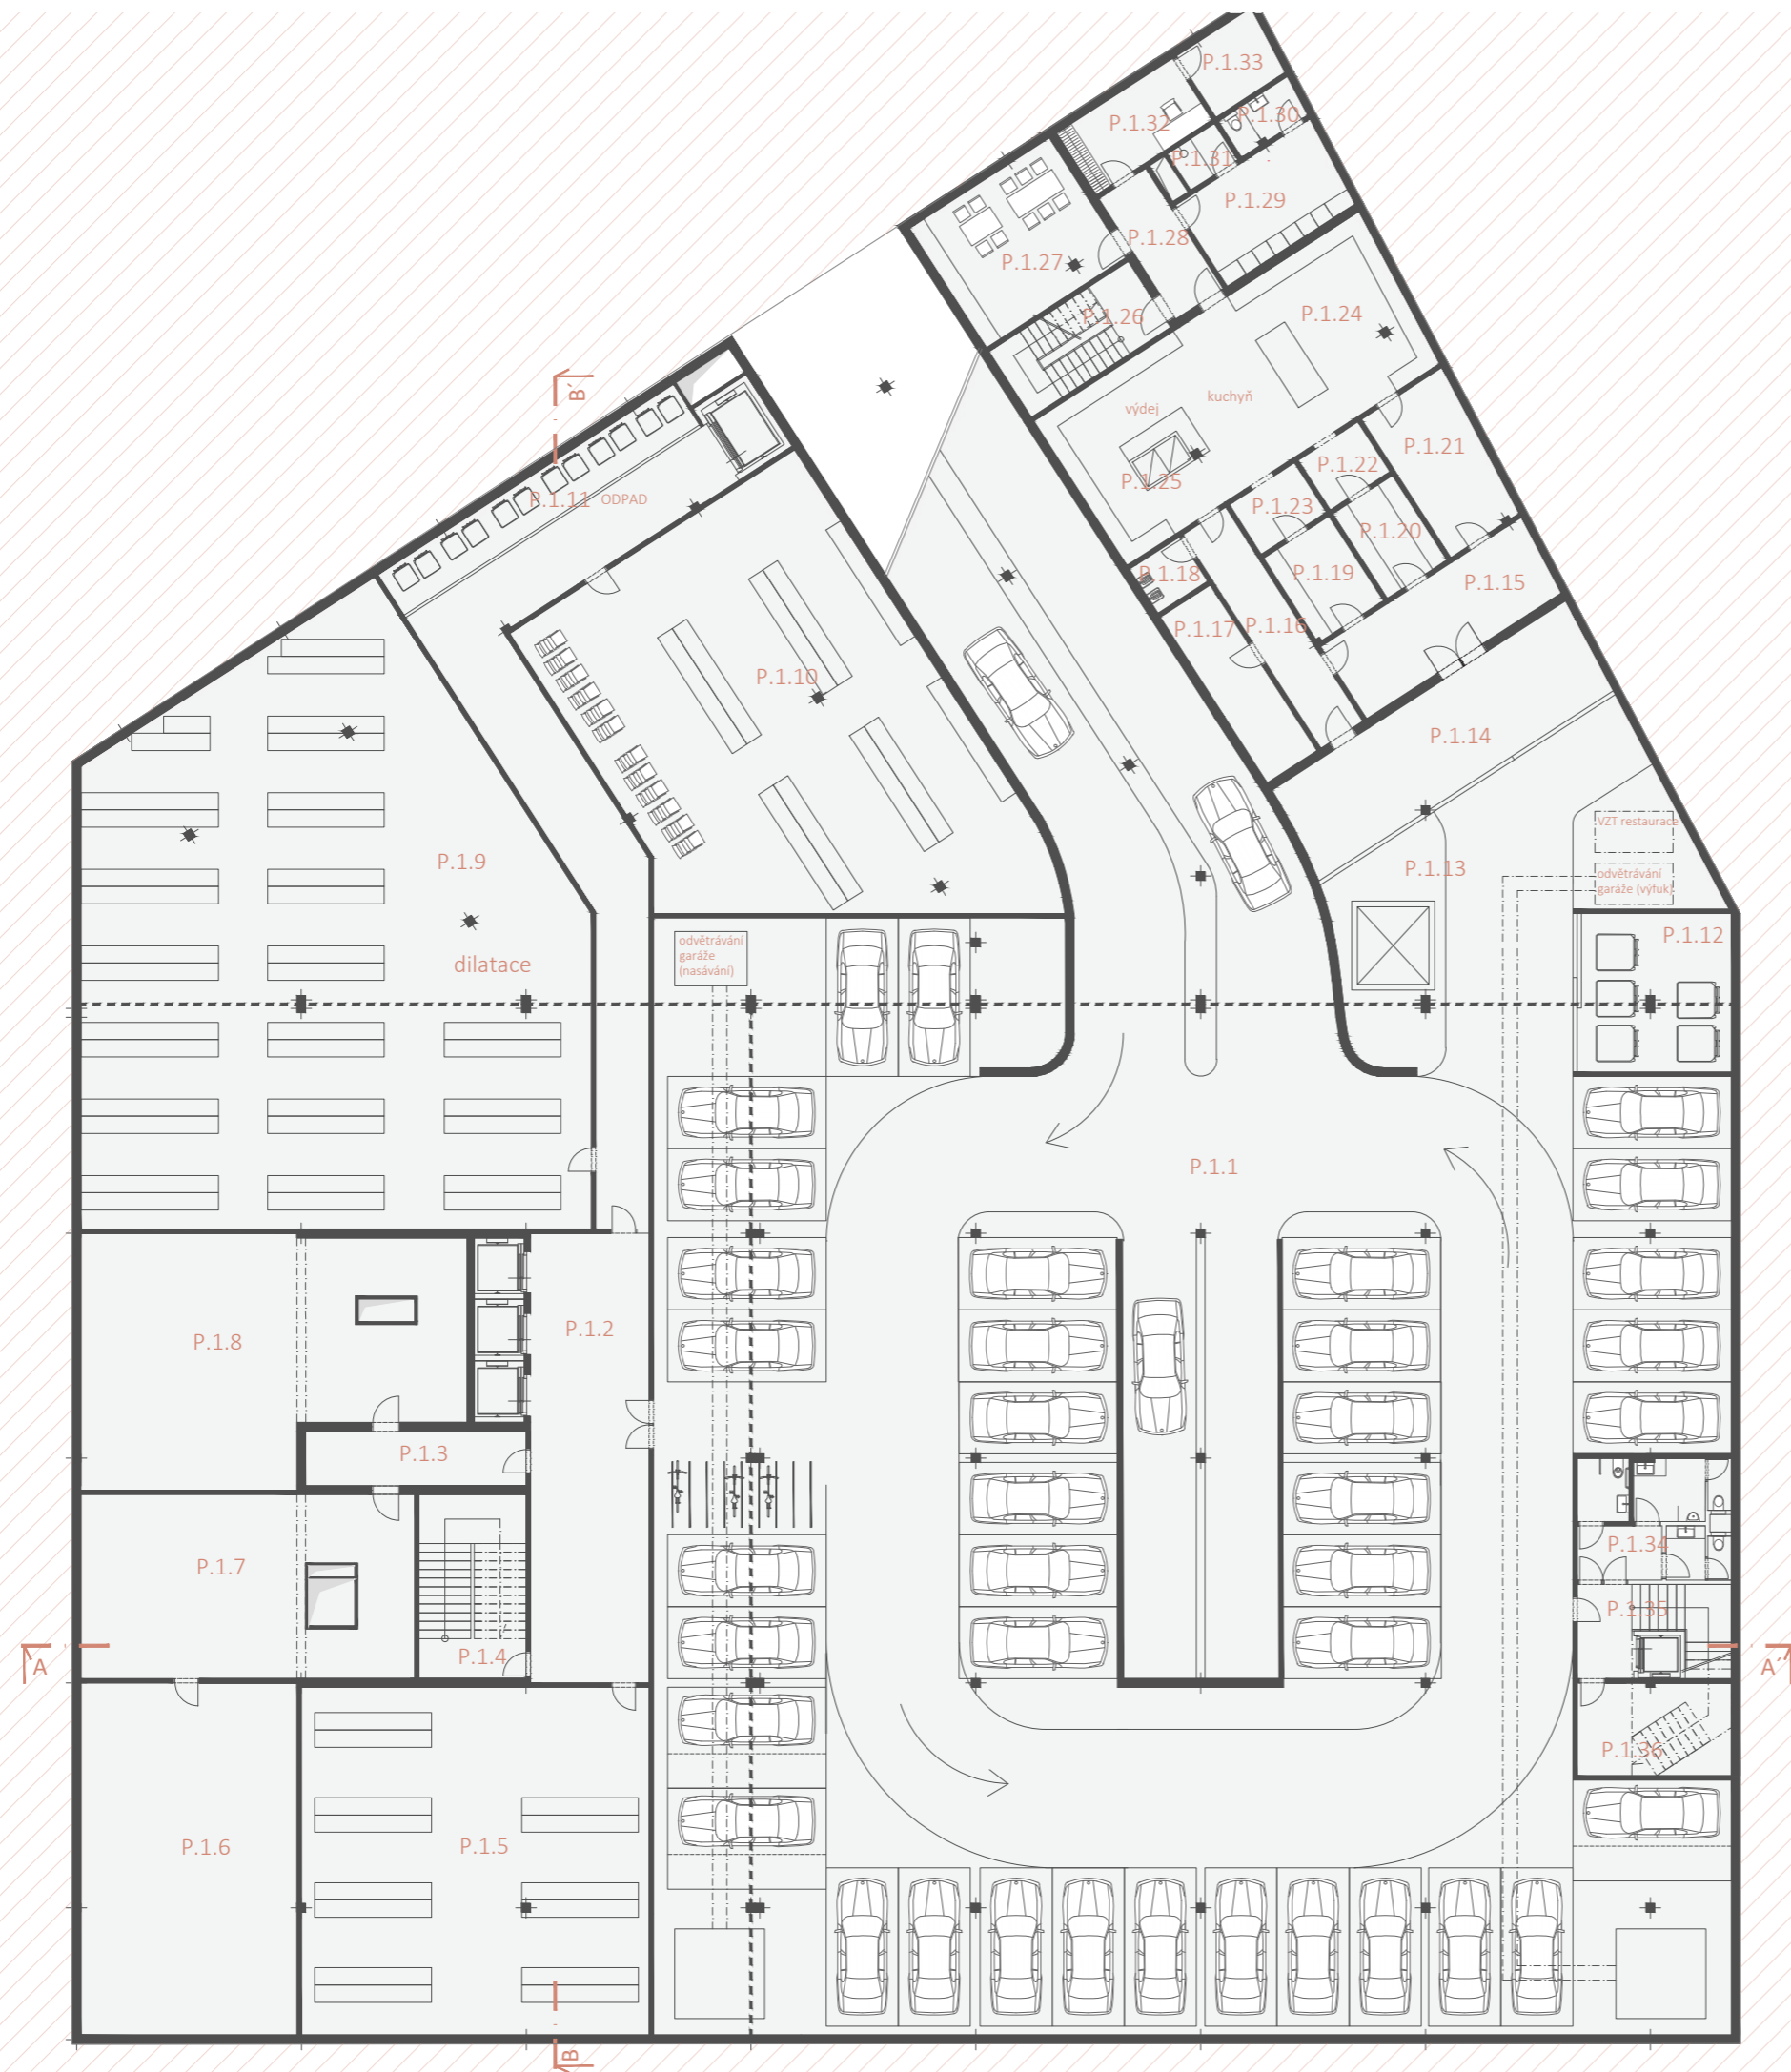 P.1.33
P.1.30
P.1.32
P.1.31
P.1.29
P.1.28
P.1.27
P.1.26
P.1.24
B´
kuchyň
výdej
P.1.21
P.1.22
P.1.25
P.1.11 ODPAD
P.1.23
P.1.20
P.1.18
P.1.19
P.1.15
P.1.17
P.1.16
P.1.10
P.1.14
VZT restaurace
P.1.9
P.1.13
odvětrávání
garáže (výfuk)
P.1.12
odvětrávání
garáže
(nasávání)
dilatace
P.1.1
P.1.2
P.1.8
P.1.3
P.1.34
P.1.7
P.1.35
P.1.4
A
A´
P.1.36
P.1.6
P.1.5
B